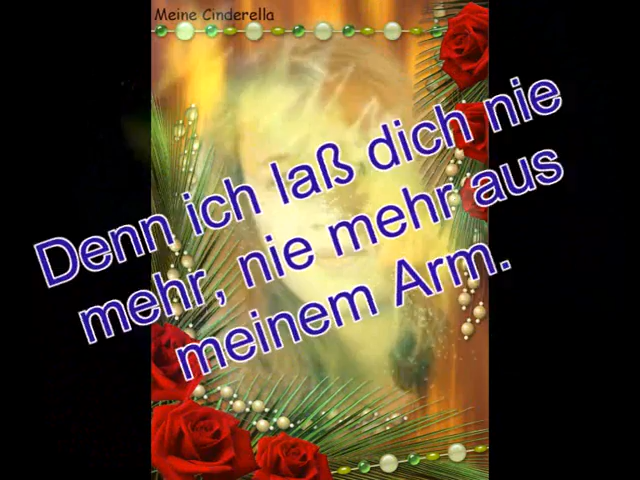 Meine Cinderella
Denn ich laß dich nie
mehr, nie mehr aus
meinem Arm.